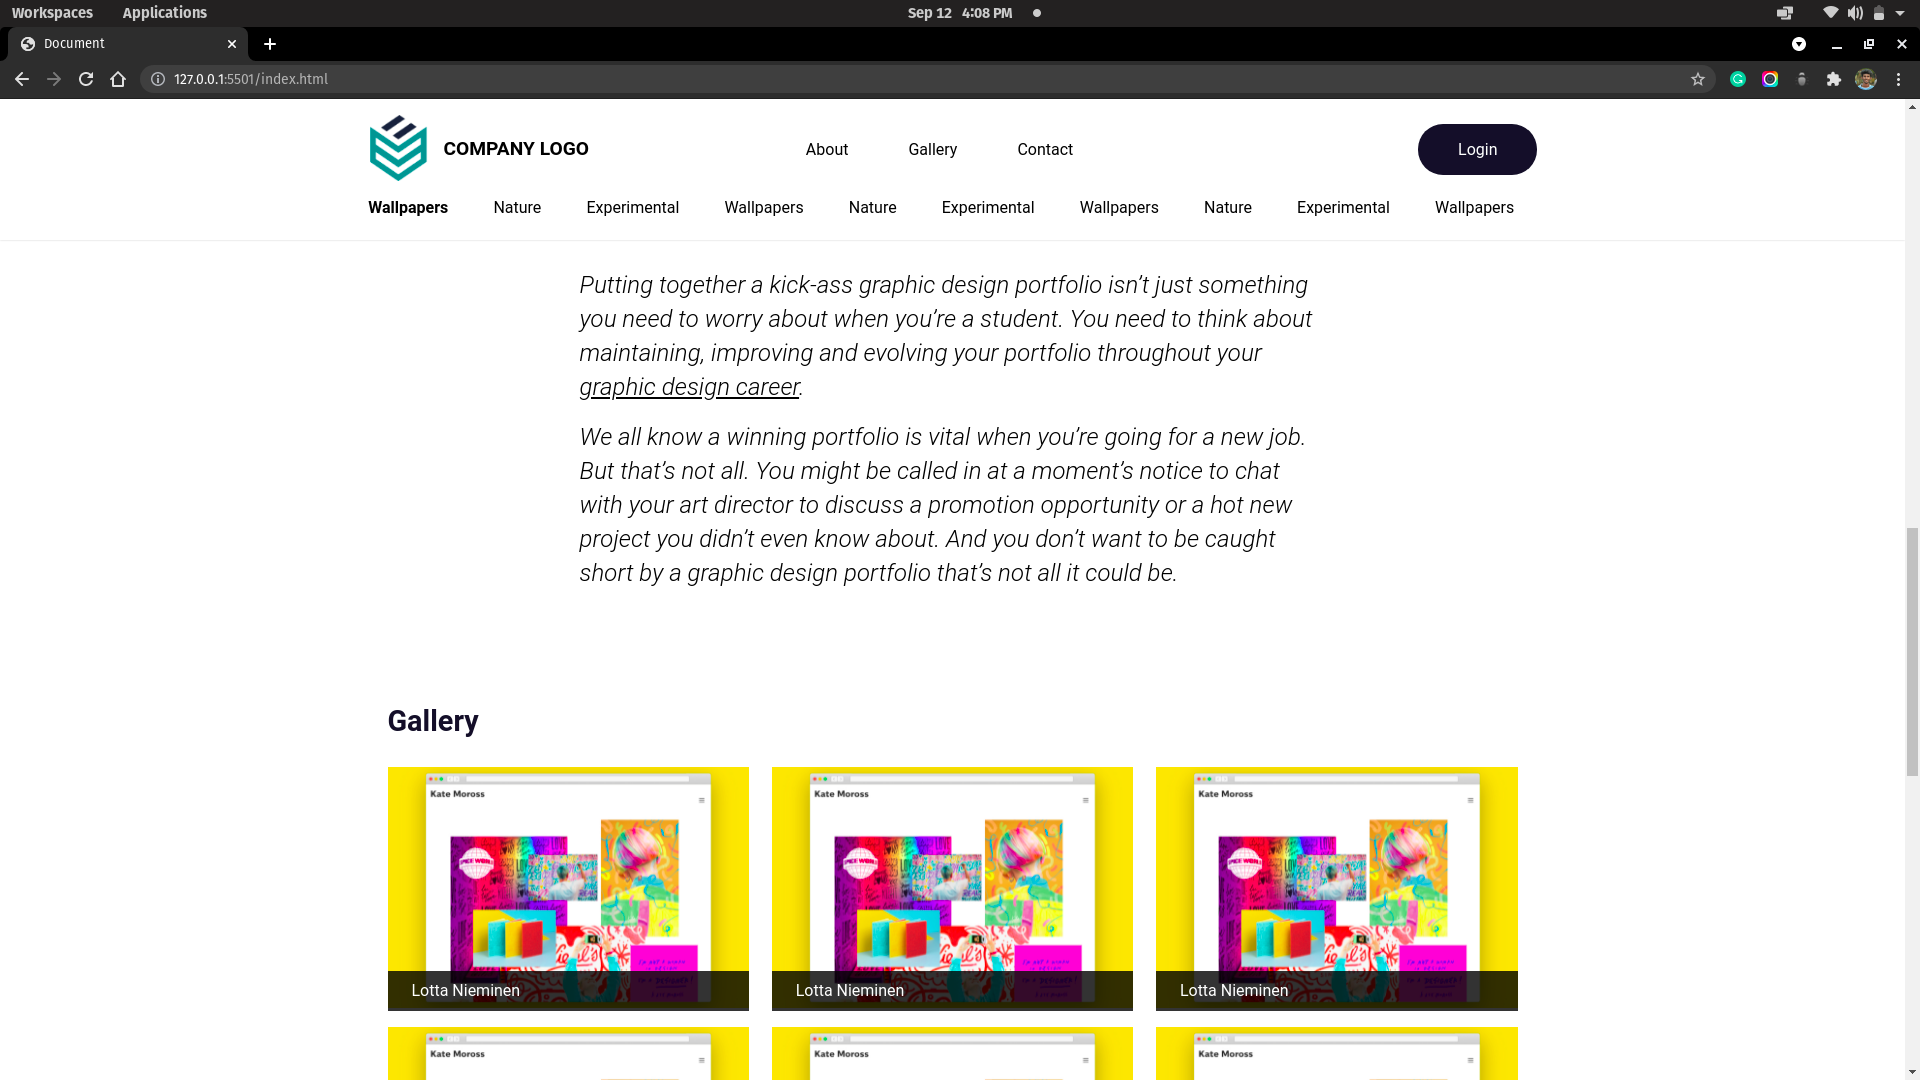 Workspaces Applications Sep 12 4:08 PM
Document
127.0.0.1:5501/index.html
COMPANY LOGO About Gallery Contact Login
Wallpapers Nature Experimental Wallpapers Nature Experimental Wallpapers Nature Experimental Wallpapers
Putting together a kick-ass graphic design portfolio isn’t just something
you need to worry about when you’re a student. You need to think about
maintaining, improving and evolving your portfolio throughout your
graphic design career.
We all know a winning portfolio is vital when you’re going for a new job.
But that’s not all. You might be called in at a moment’s notice to chat
with your art director to discuss a promotion opportunity or a hot new
project you didn’t even know about. And you don’t want to be caught
short by a graphic design portfolio that’s not all it could be.
Gallery
Kate Moross Kate Moross Kate Moross
Lotta Nieminen Lotta Nieminen Lotta Nieminen
Kate Moross Kate Moross Kate Moross